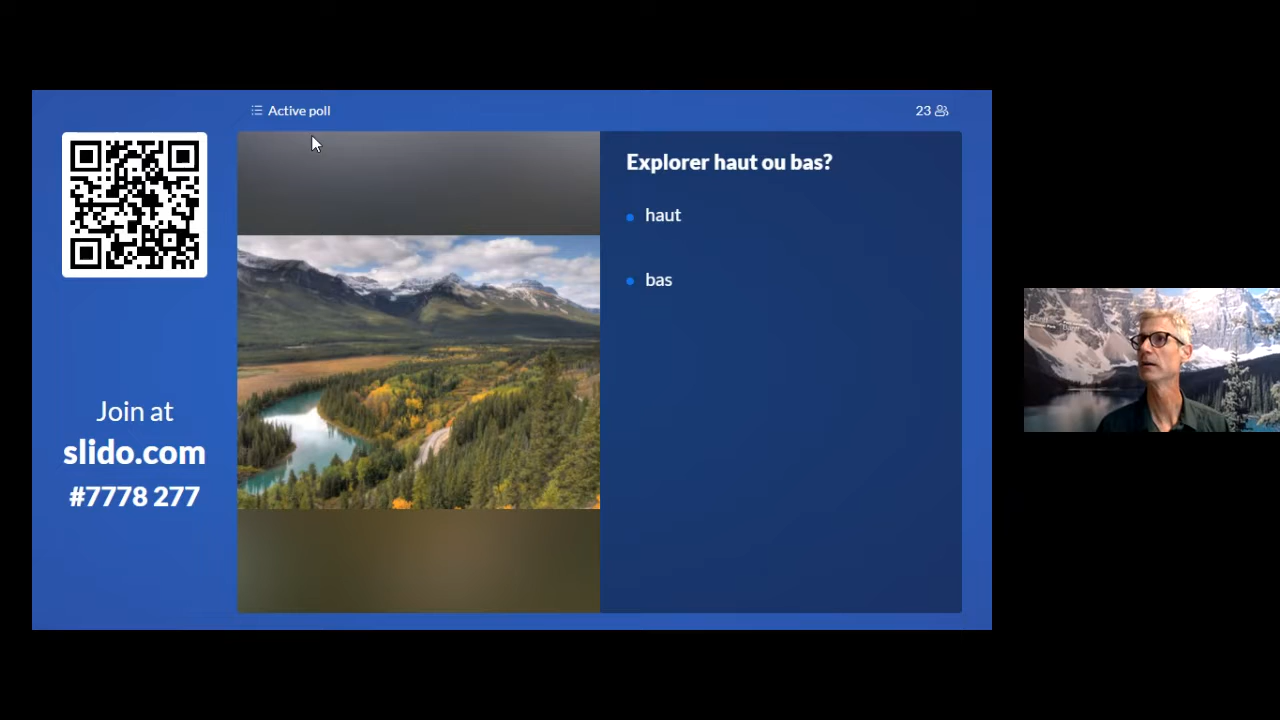 Active poll
23
Explorer haut ou bas?
haut
bas
Join at
slido.com
#7778 277